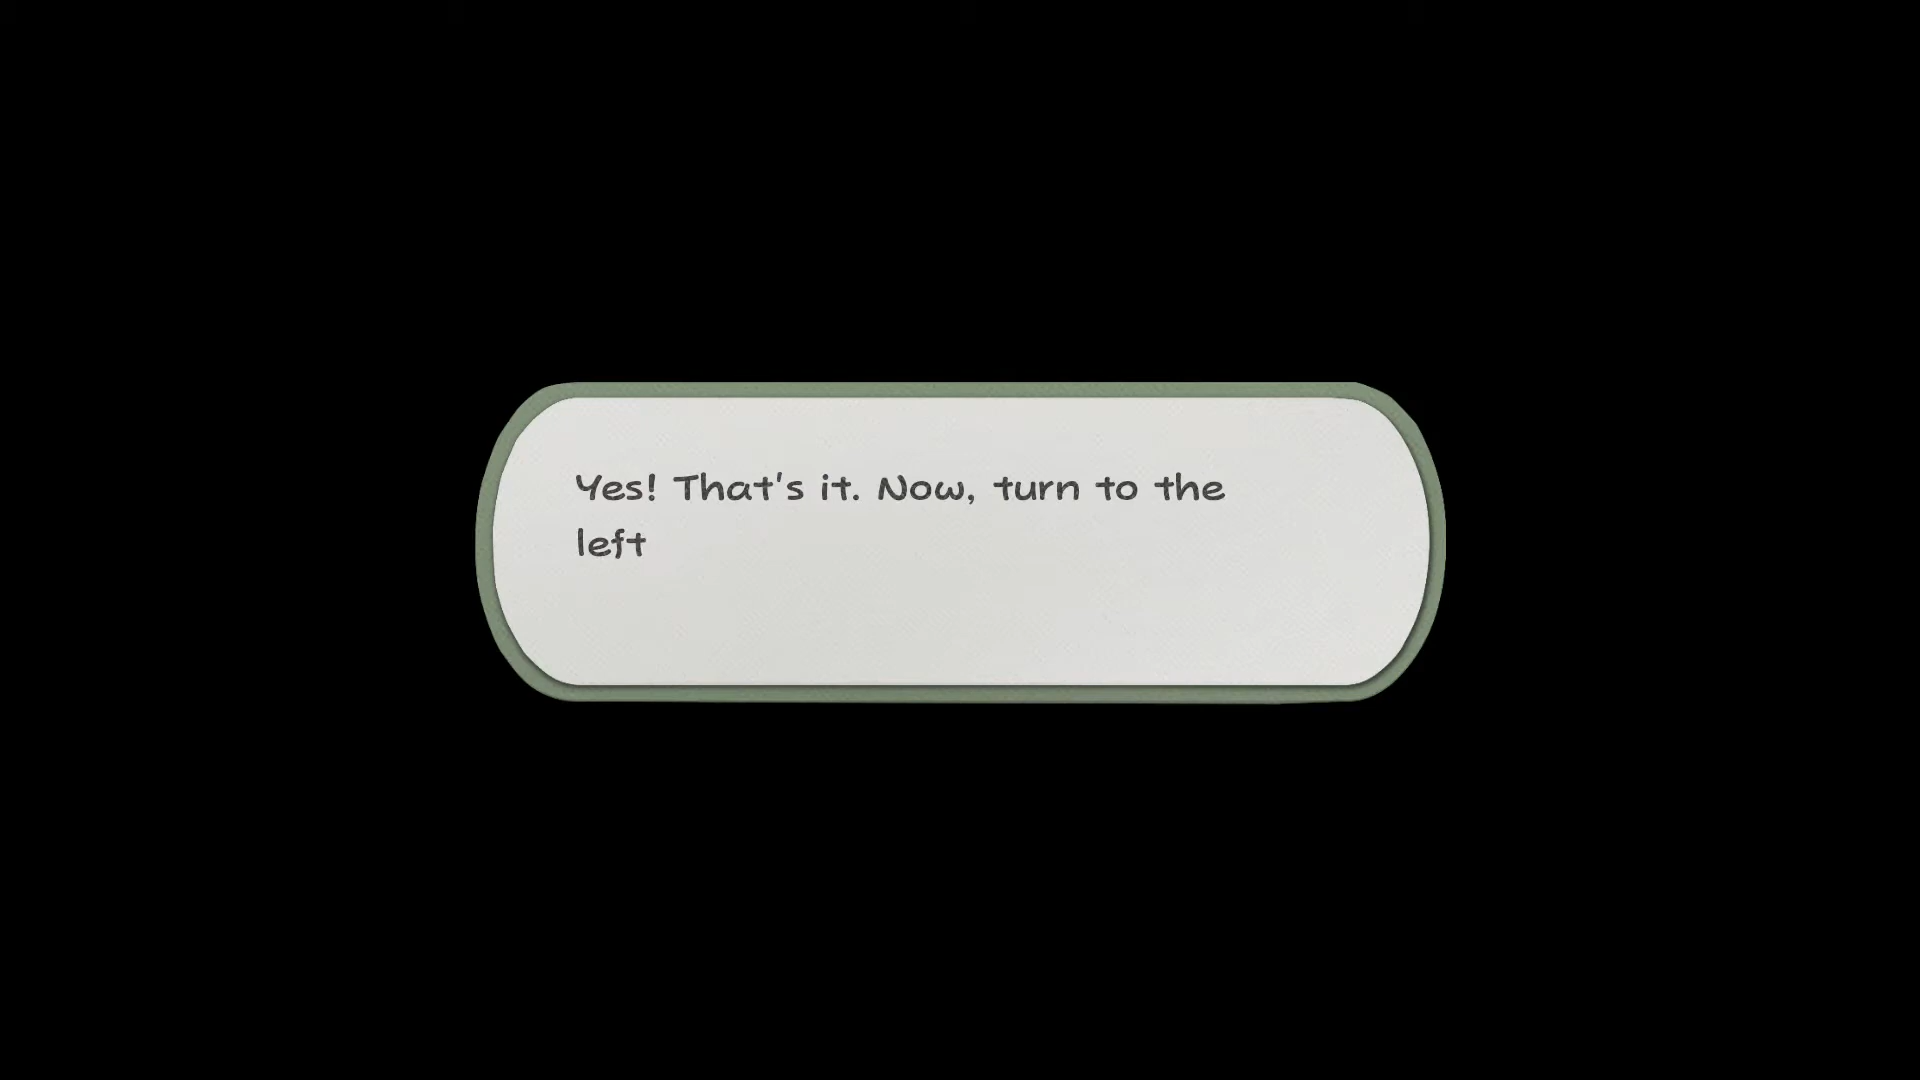 Yes! That's it. Now, turn to the
left